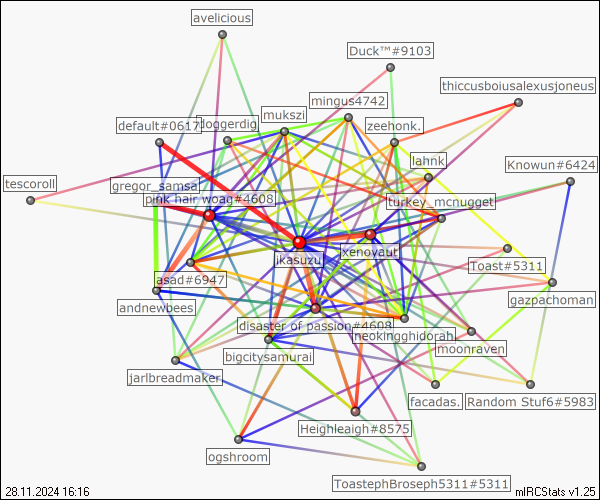 avelicious
Duck™#9103
thiccusboiusalexusjoneus
mingus4742
mukszi
default#0617
doggerdig
zeehonk.
lahnk
Knowun#6424
tescoroll
gregor_samsa
pink hair woag#4608
turkey_mcnugget
xenoyaut
ikasuzu
Toast#5311
asad#6947
gazpachoman
andnewbees
disaster of passion#4608
neokingghidorah
moonraven
bigcitysamurai
jarlbreadmaker
facadas.
Random Stuf6#5983
Heighleaigh#8575
ogshroom
ToastephBroseph5311#5311
28.11.2024 16:16
mIRCStats v1.25